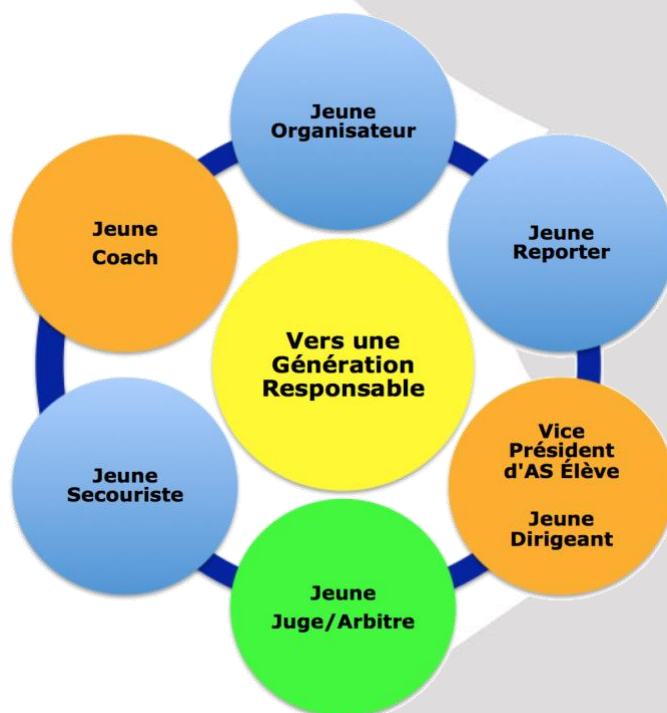 Jeune
Organisateur
Jeune
Coach
Jeune
Reporter
Vers une
Génération
Responsable
Vice
Président
d'AS Élève
Jeune
Dirigeant
Jeune
Secouriste
Jeune
Juge/Arbitre